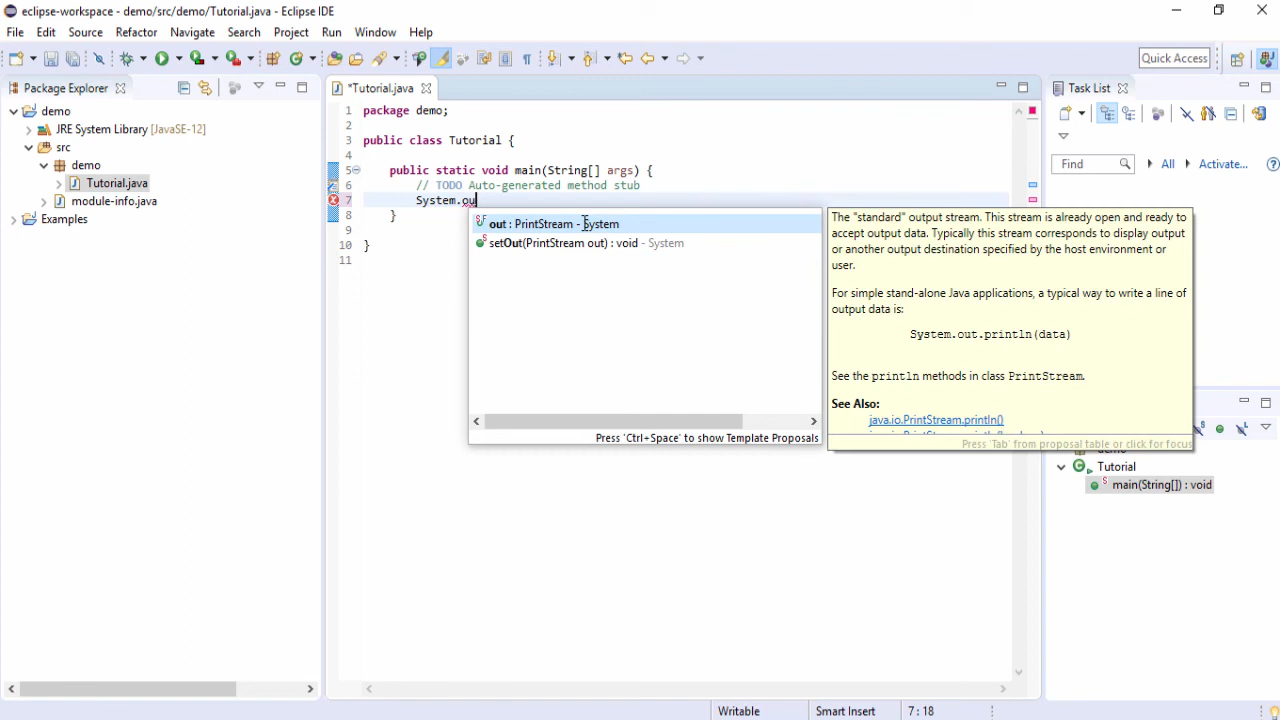 eclipse-workspace - demo/src/demo/Tutorial.java - Eclipse IDE
File Edit Source Refactor Navigate Search Project Run Window Help
Quick Access
Package Explorer
*Tutorial.java
Task List
demo
JRE System Library [JavaSE-12]
src
demo
Tutorial.java
module-info.java
Examples
1 package demo;
2
3 public class Tutorial {
4
5 public static void main(String[] args) {
6 // TODO Auto-generated method stub
7 System.ou
8 }
9
10 }
11
out : PrintStream - System
setOut(PrintStream out) : void - System
Press 'Ctrl+Space' to show Template Proposals
The "standard" output stream. This stream is already open and ready to
accept output data. Typically this stream corresponds to display output
or another output destination specified by the host environment or
user.
For simple stand-alone Java applications, a typical way to write a line of
output data is:
System.out.println(data)
See the println methods in class PrintStream.
See Also:
java.io.PrintStream.println()
Press 'Tab' from proposal table or click for focus
Find All Activate...
demo
Tutorial
main(String[]) : void
Writable Smart Insert 7 : 18